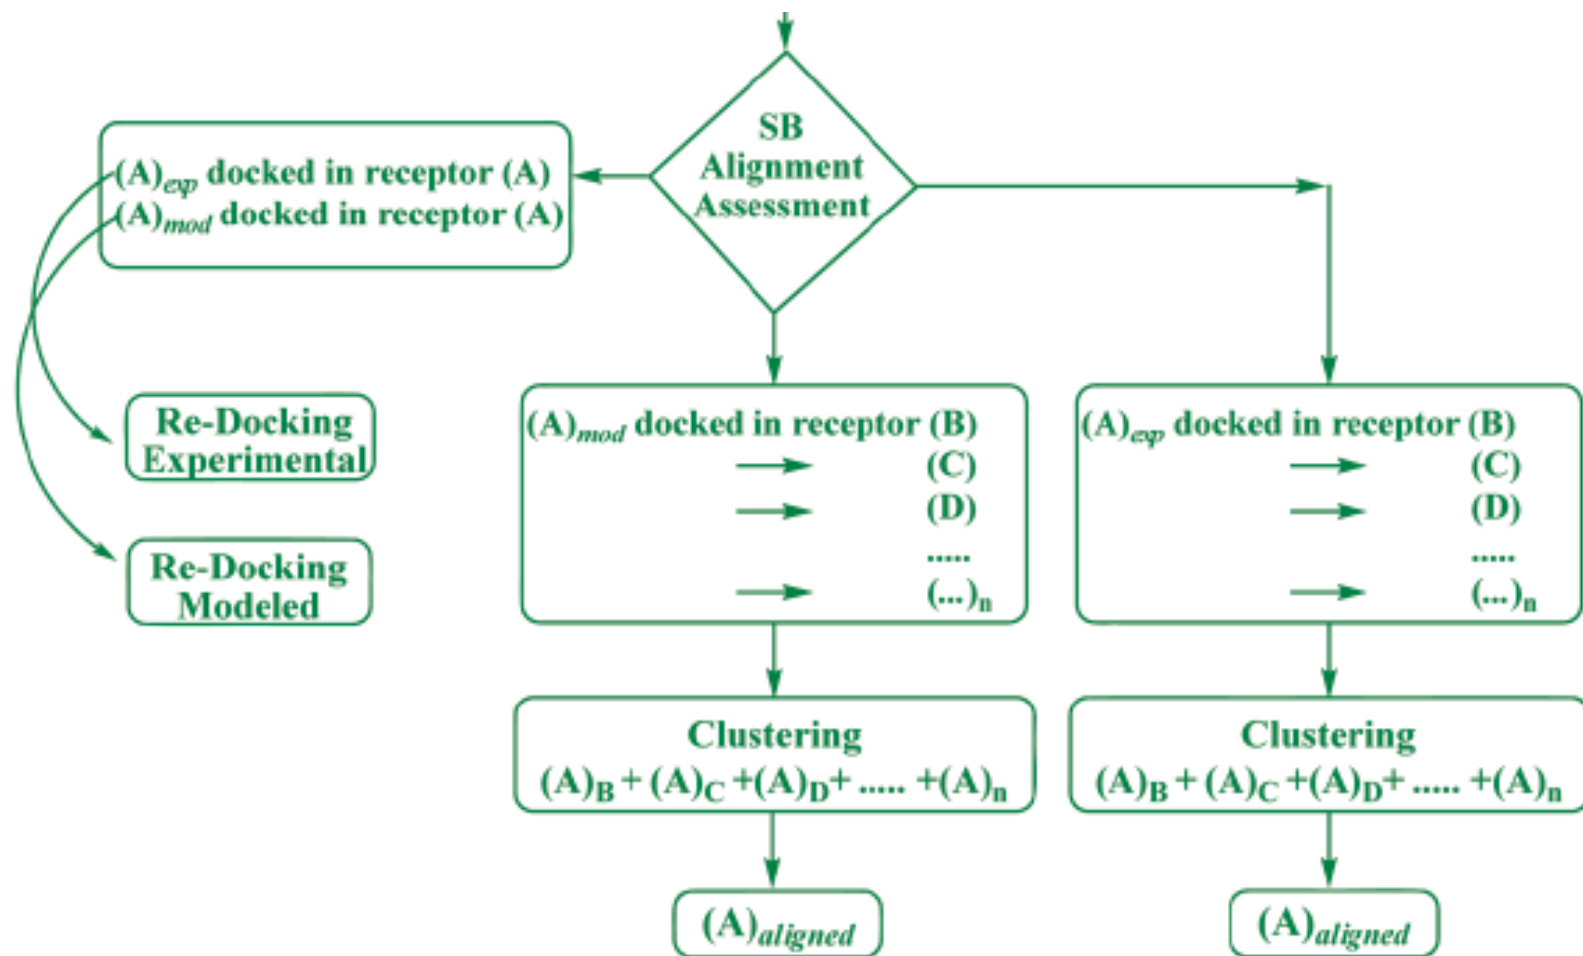 SB
Alignment
Assessment
(A)exp docked in receptor (A)
(A)mod docked in receptor (A)
Re-Docking
Experimental
Re-Docking
Modeled
(A)mod docked in receptor (B)
(C)
(D)
.....
(...)n
(A)exp docked in receptor (B)
(C)
(D)
.....
(...)n
Clustering
(A)B + (A)C +(A)D+ ..... +(A)n
Clustering
(A)B + (A)C +(A)D+ ..... +(A)n
(A)aligned
(A)aligned